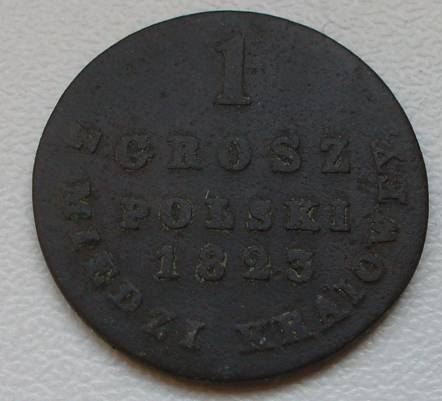 1
GROSZ
POLSKI
1823
Z MIEDZI KRAIOWEY